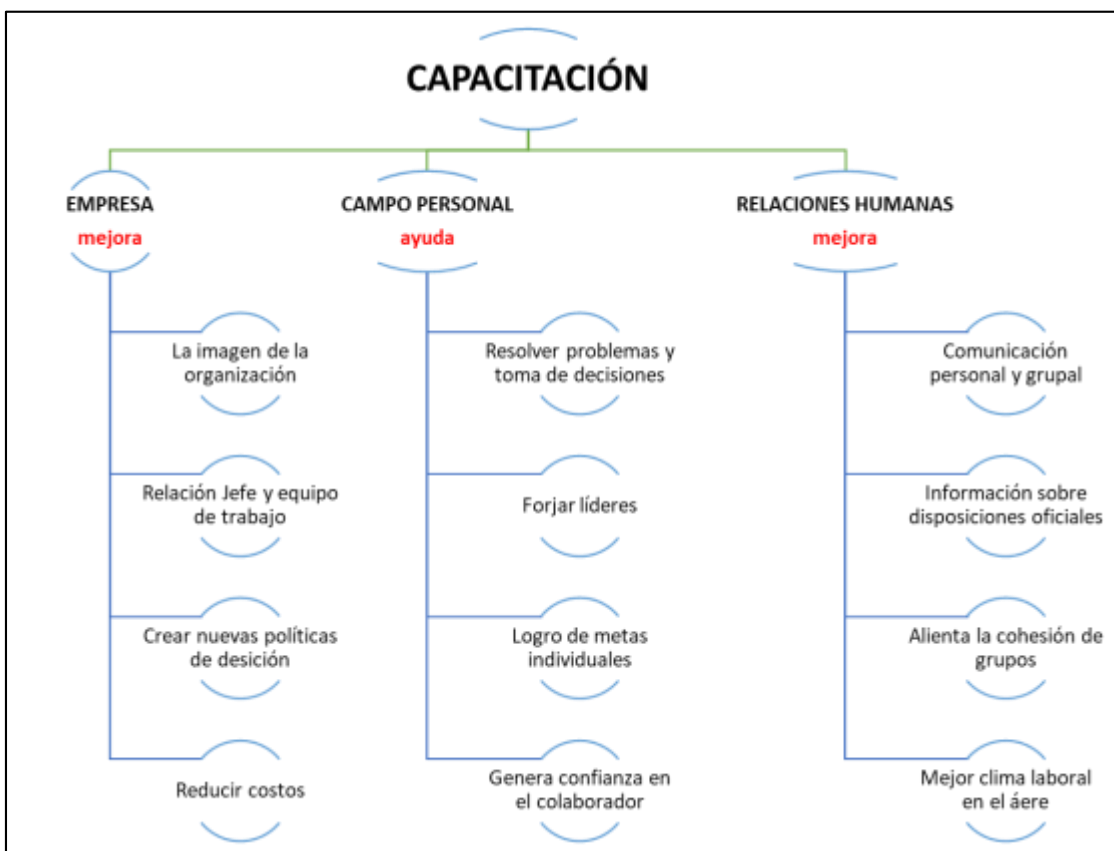 CAPACITACIÓN
EMPRESA
mejora
La imagen de la
organización
Relación Jefe y equipo
de trabajo
Crear nuevas políticas
de desición
Reducir costos
CAMPO PERSONAL
ayuda
Resolver problemas y
toma de decisiones
Forjar líderes
Logro de metas
individuales
Genera confianza en
el colaborador
RELACIONES HUMANAS
mejora
Comunicación
personal y grupal
Información sobre
disposiciones oficiales
Alienta la cohesión de
grupos
Mejor clima laboral
en el áere